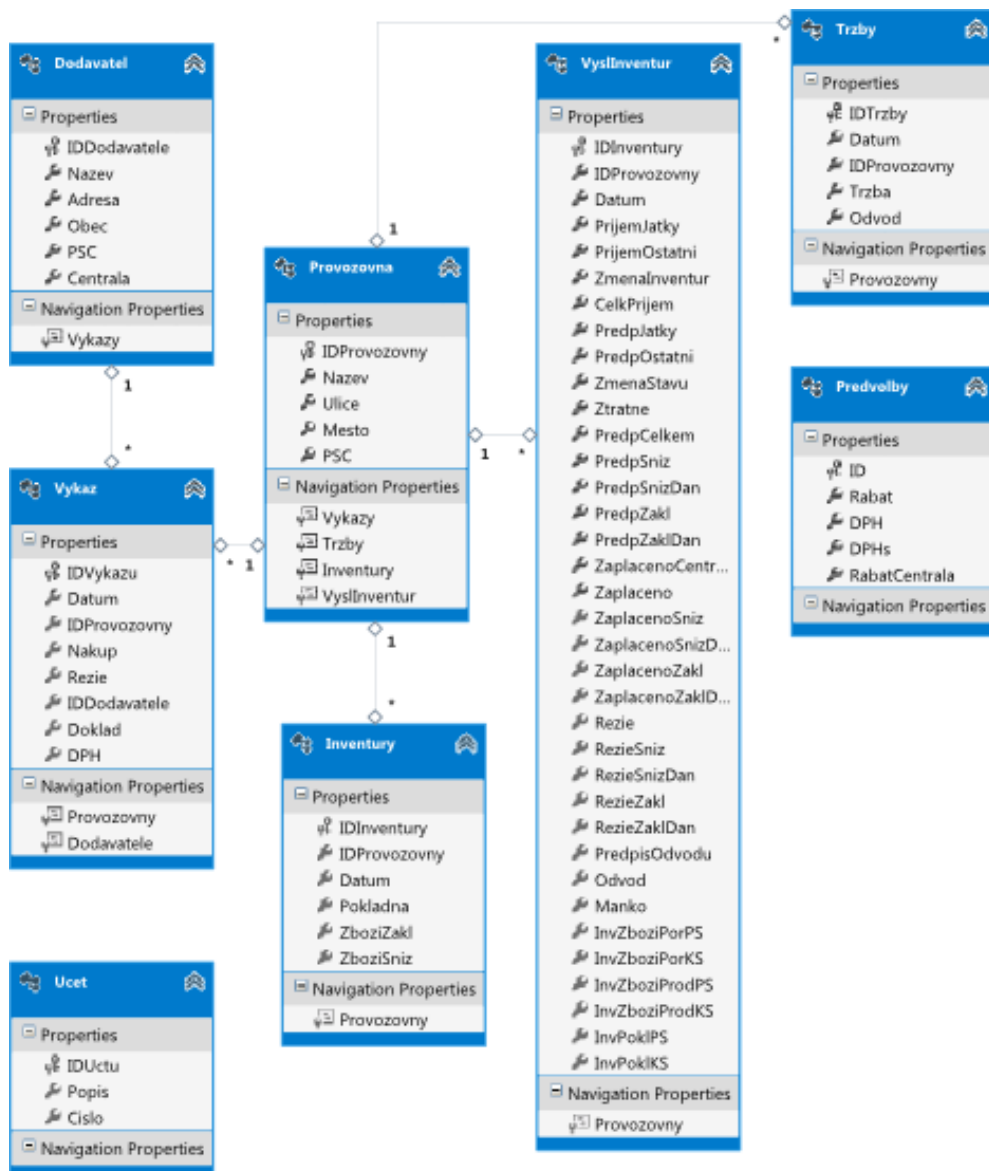 Dodavatel
Properties
IDDodavatele
Nazev
Adresa
Obec
PSC
Centrala
Navigation Properties
Vykazy
1
*
Vykaz
Properties
IDVykazu
Datum
IDProvozovny
Nakup
Rezie
IDDodavatele
Doklad
DPH
Navigation Properties
Provozovny
Dodavatele
* 1
Ucet
Properties
IDUctu
Popis
Cislo
Navigation Properties
1
Provozovna
Properties
IDProvozovny
Nazev
Ulice
Mesto
PSC
Navigation Properties
Vykazy
Trzby
Inventury
VyslInventur
1 *
1
*
Inventury
Properties
IDInventury
IDProvozovny
Datum
Pokladna
ZboziZakl
ZboziSniz
Navigation Properties
Provozovny
VyslInventur
Properties
IDInventury
IDProvozovny
Datum
PrijemJatky
PrijemOstatni
ZmenaInventur
CelkPrijem
PredpJatky
PredpOstatni
ZmenaStavu
Ztratne
PredpCelkem
PredpSniz
PredpSnizDan
PredpZakl
PredpZaklDan
ZaplacenoCentr...
Zaplaceno
ZaplacenoSniz
ZaplacenoSnizD...
ZaplacenoZakl
ZaplacenoZaklD...
Rezie
RezieSniz
RezieSnizDan
RezieZakl
RezieZaklDan
PredpisOdvodu
Odvod
Manko
InvZboziPorPS
InvZboziPorKS
InvZboziProdPS
InvZboziProdKS
InvPoklPS
InvPoklKS
Navigation Properties
Provozovny
*
Trzby
Properties
IDTrzby
Datum
IDProvozovny
Trzba
Odvod
Navigation Properties
Provozovny
Predvolby
Properties
ID
Rabat
DPH
DPHs
RabatCentrala
Navigation Properties